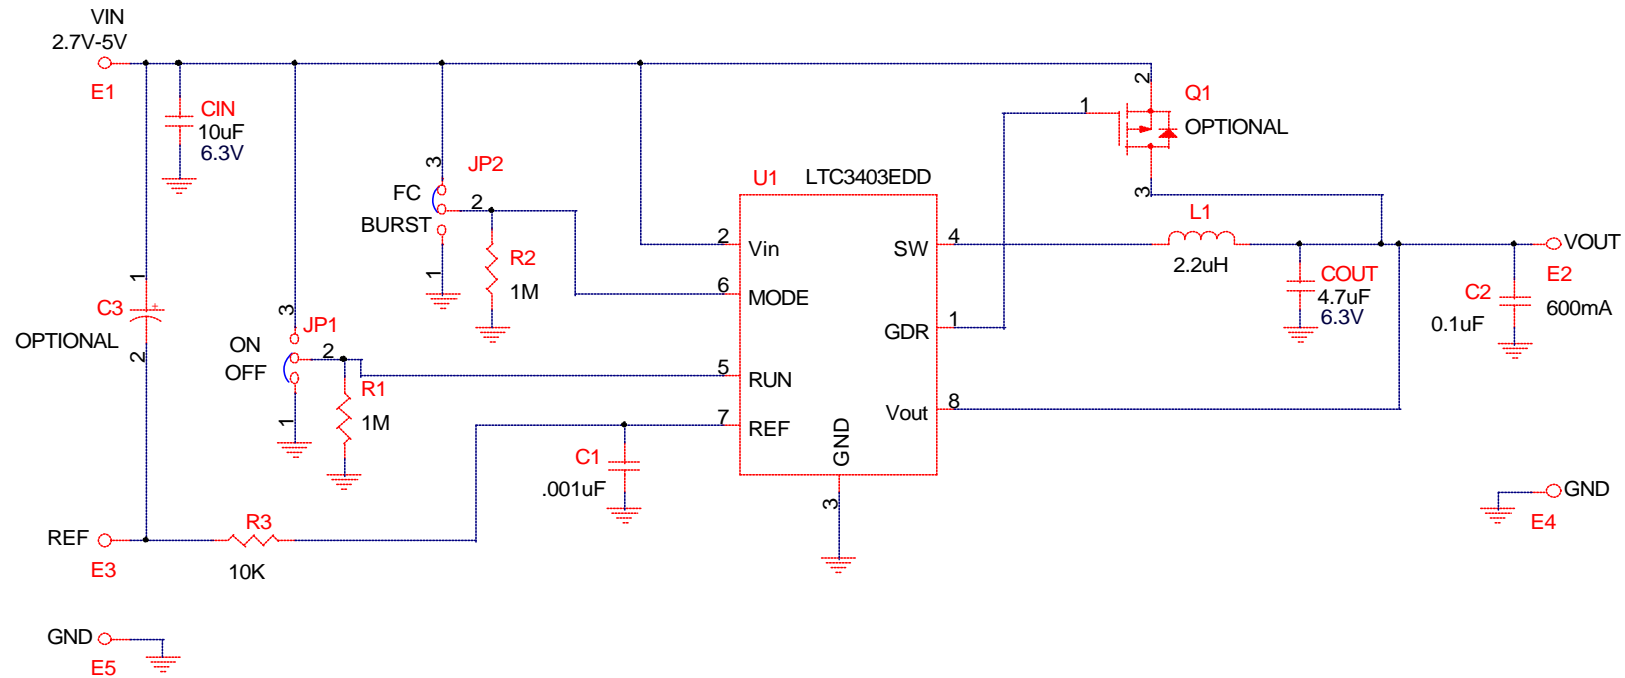 VIN
2.7V-5V
E1
CIN
10uF
6.3V
3
JP2
FC
2
BURST
1
R2
1M
1
C3
+
OPTIONAL
2
3
JP1
ON
2
OFF
1
R1
1M
U1
LTC3403EDD
2
Vin
6
MODE
5
RUN
7
REF
SW
4
GDR
1
Vout
8
GND
3
2
Q1
1
OPTIONAL
3
L1
2.2uH
COUT
4.7uF
6.3V
VOUT
E2
C2
600mA
0.1uF
C1
.001uF
GND
E4
REF
E3
R3
10K
GND
E5